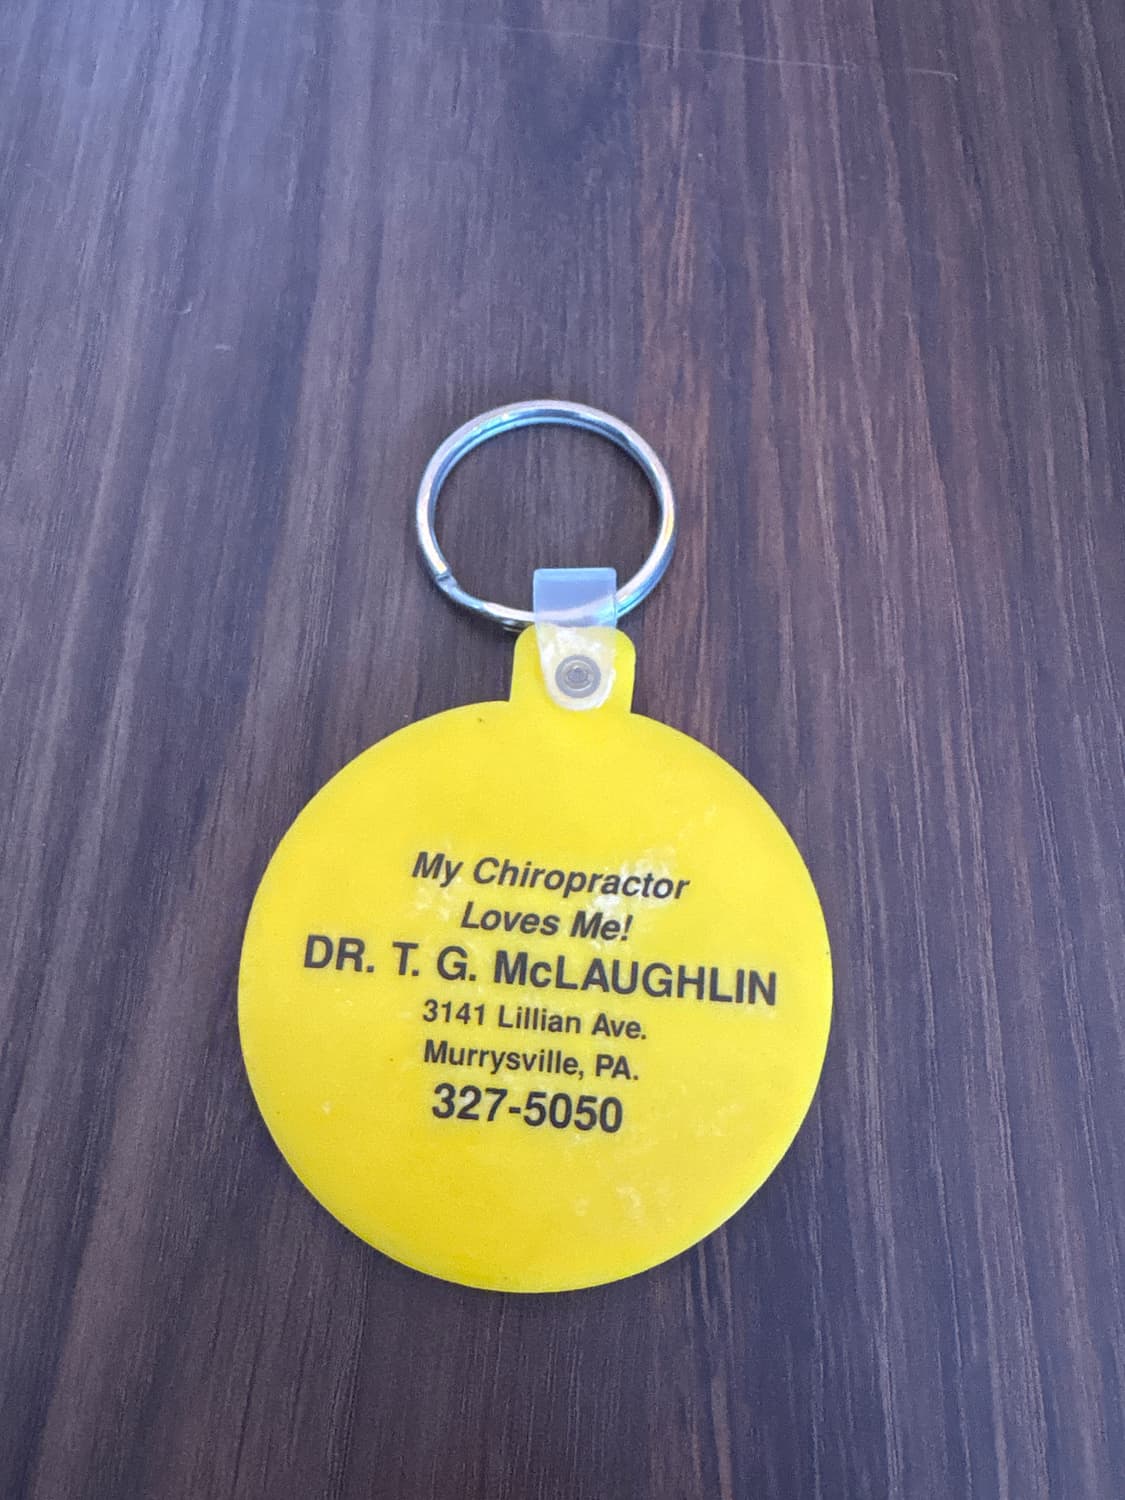 My Chiropractor
Loves Me!
DR. T. G. McLAUGHLIN
3141 Lillian Ave.
Murrysville, PA.
327-5050